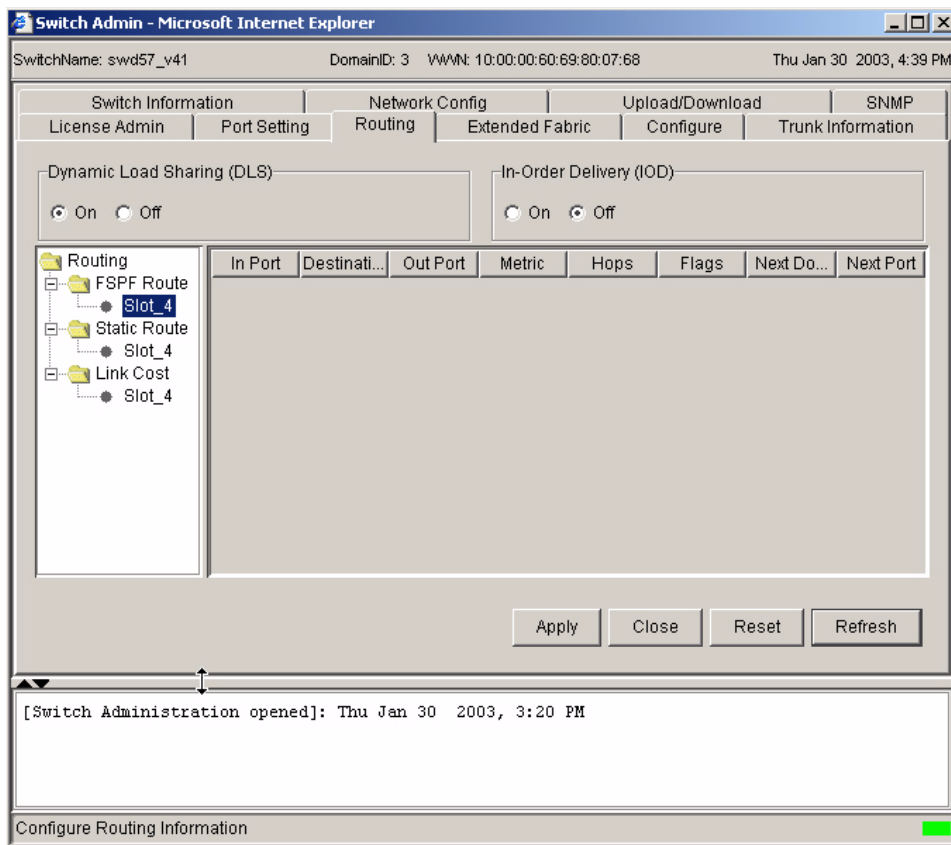 Switch Admin - Microsoft Internet Explorer
SwitchName: swd57_v41 DomainID: 3 WWN: 10:00:00:60:69:80:07:68 Thu Jan 30 2003, 4:39 PM
Switch Information Network Config Upload/Download SNMP
License Admin Port Setting Routing Extended Fabric Configure Trunk Information
Dynamic Load Sharing (DLS) In-Order Delivery (IOD)
On Off On Off
Routing
FSPF Route
Slot_4
Static Route
Slot_4
Link Cost
Slot_4
In Port Destinati... Out Port Metric Hops Flags Next Do... Next Port
Apply Close Reset Refresh
[Switch Administration opened]: Thu Jan 30 2003, 3:20 PM
Configure Routing Information